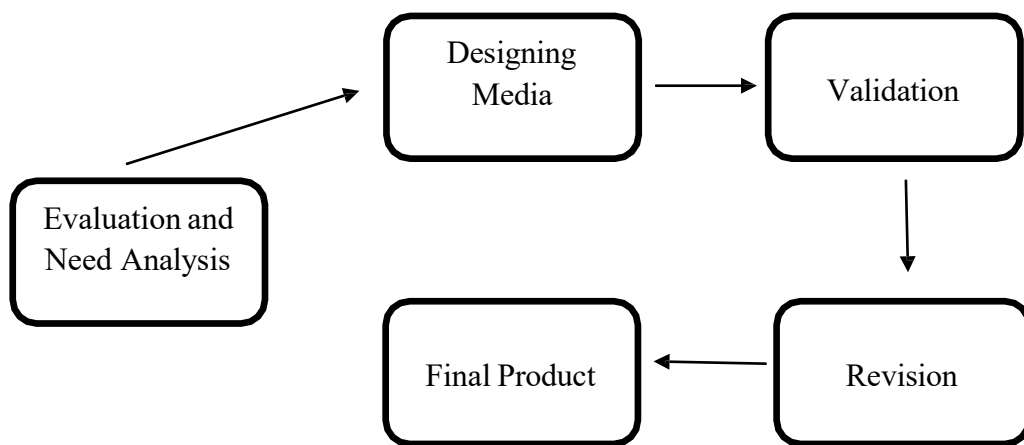 Designing
Media
Validation
Evaluation and
Need Analysis
Final Product
Revision